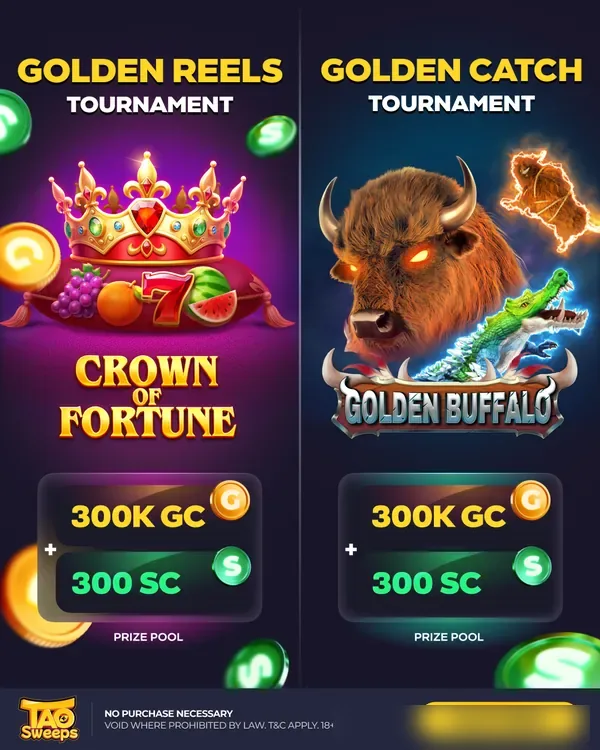 GOLDEN REELS
TOURNAMENT
G
S
S
7
CROWN
OF
FORTUNE
300K GC
G
+
300 SC
S
PRIZE POOL
S
GOLDEN CATCH
TOURNAMENT
GOLDEN BUFFALO
300K GC
G
+
300 SC
S
PRIZE POOL
S
TAO
Sweeps
NO PURCHASE NECESSARY
VOID WHERE PROHIBITED BY LAW. T&C APPLY. 18+